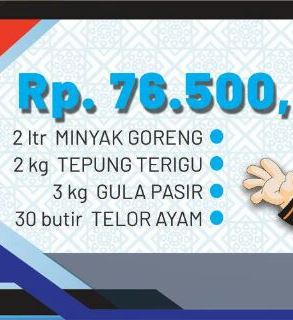 Rp. 76.500,
2 ltr MINYAK GORENG
2 kg TEPUNG TERIGU
3 kg GULA PASIR
30 butir TELOR AYAM